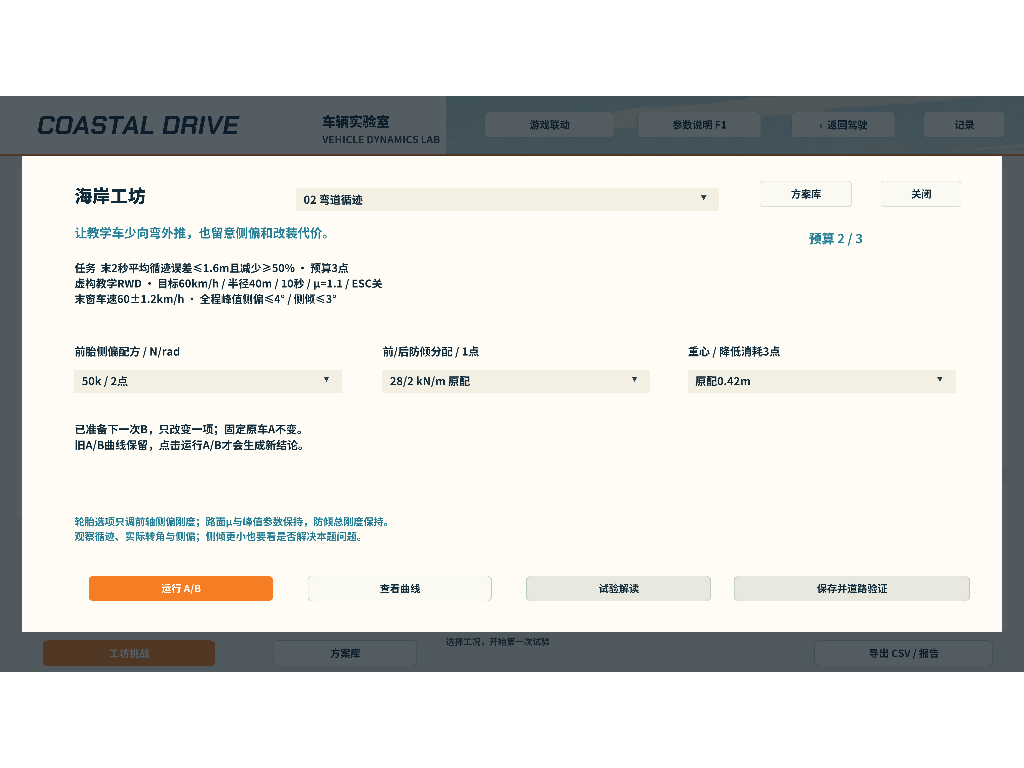 COASTAL DRIVE
车辆实验室
VEHICLE DYNAMICS LAB
游戏联动
参数说明 F1
‹ 返回驾驶
记录
海岸工坊
02 弯道循迹
▼
方案库
关闭
让教学车少向弯外推，也留意侧偏和改装代价。
预算 2 / 3
任务 末2秒平均循迹误差≤1.6m且减少≥50% · 预算3点
虚构教学RWD · 目标60km/h / 半径40m / 10秒 / μ=1.1 / ESC关
末窗车速60±1.2km/h · 全程峰值侧偏≤4° / 侧倾≤3°
前胎侧偏配方 / N/rad
前/后防倾分配 / 1点
重心 / 降低消耗3点
50k / 2点
▼
28/2 kN/m 原配
▼
原配0.42m
▼
已准备下一次B，只改变一项；固定原车A不变。
旧A/B曲线保留，点击运行A/B才会生成新结论。
轮胎选项只调前轴侧偏刚度；路面μ与峰值参数保持，防倾总刚度保持。
观察循迹、实际转角与侧偏；侧倾更小也要看是否解决本题问题。
运行 A/B
查看曲线
试验解读
保存并道路验证
选择工况，开始第一次试验
工坊挑战
方案库
导出 CSV / 报告